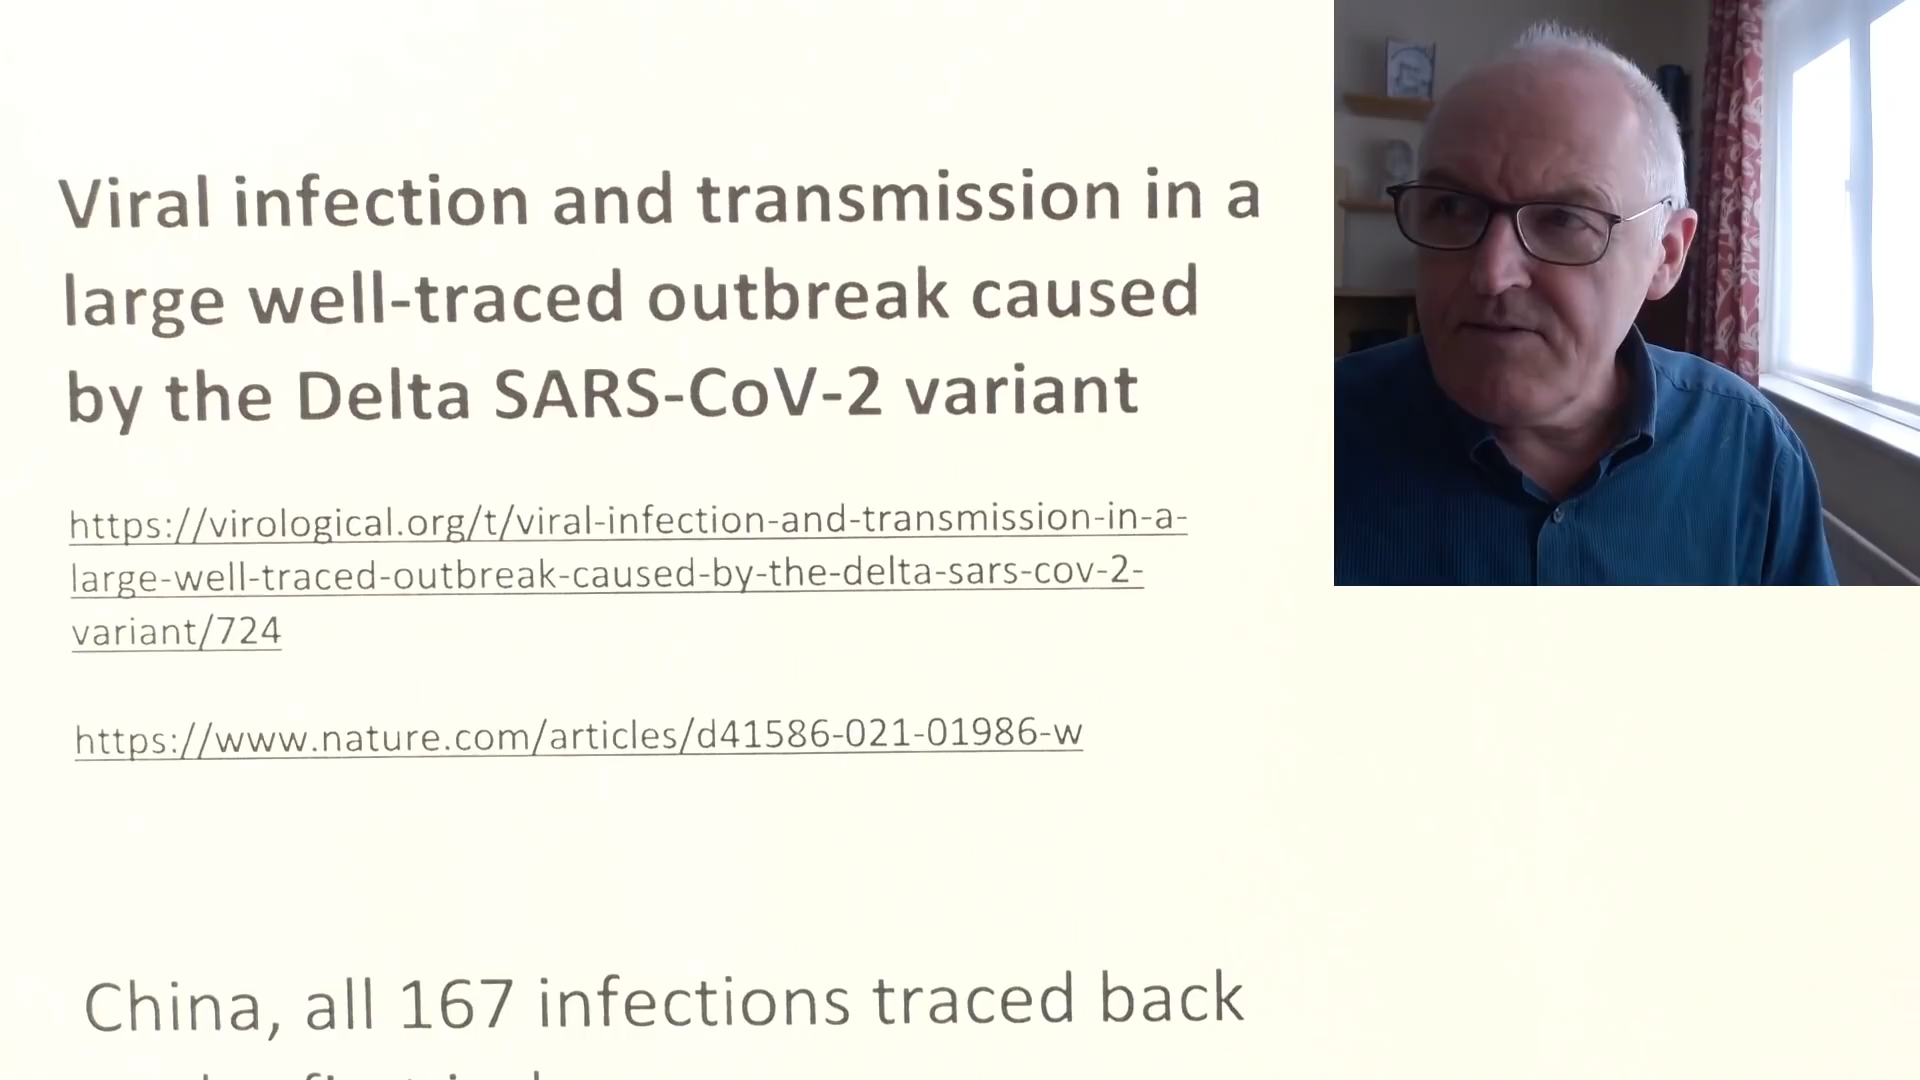 Viral infection and transmission in a
large well-traced outbreak caused
by the Delta SARS-CoV-2 variant
https://virological.org/t/viral-infection-and-transmission-in-a-
large-well-traced-outbreak-caused-by-the-delta-sars-cov-2-
variant/724
https://www.nature.com/articles/d41586-021-01986-w
China, all 167 infections traced back